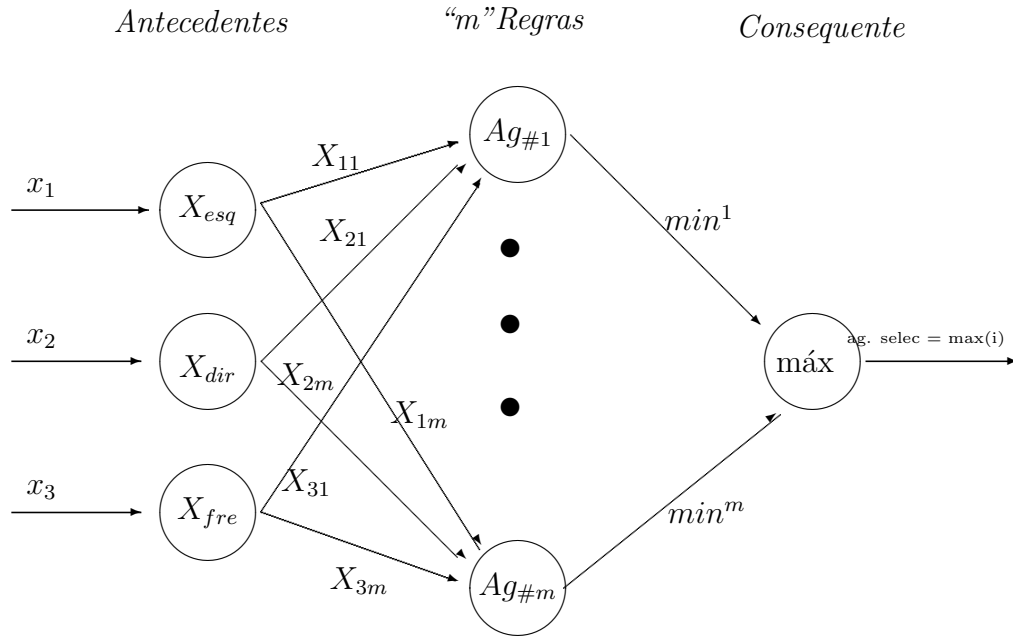 Antecedentes
“m”Regras
Consequente
Ag#1
X11
x1
Xesq
X21
min1
x2
Xdir
X2m
X1m
máx
ag. selec = max(i)
x3
Xfre
X31
X3m
minm
Ag#m